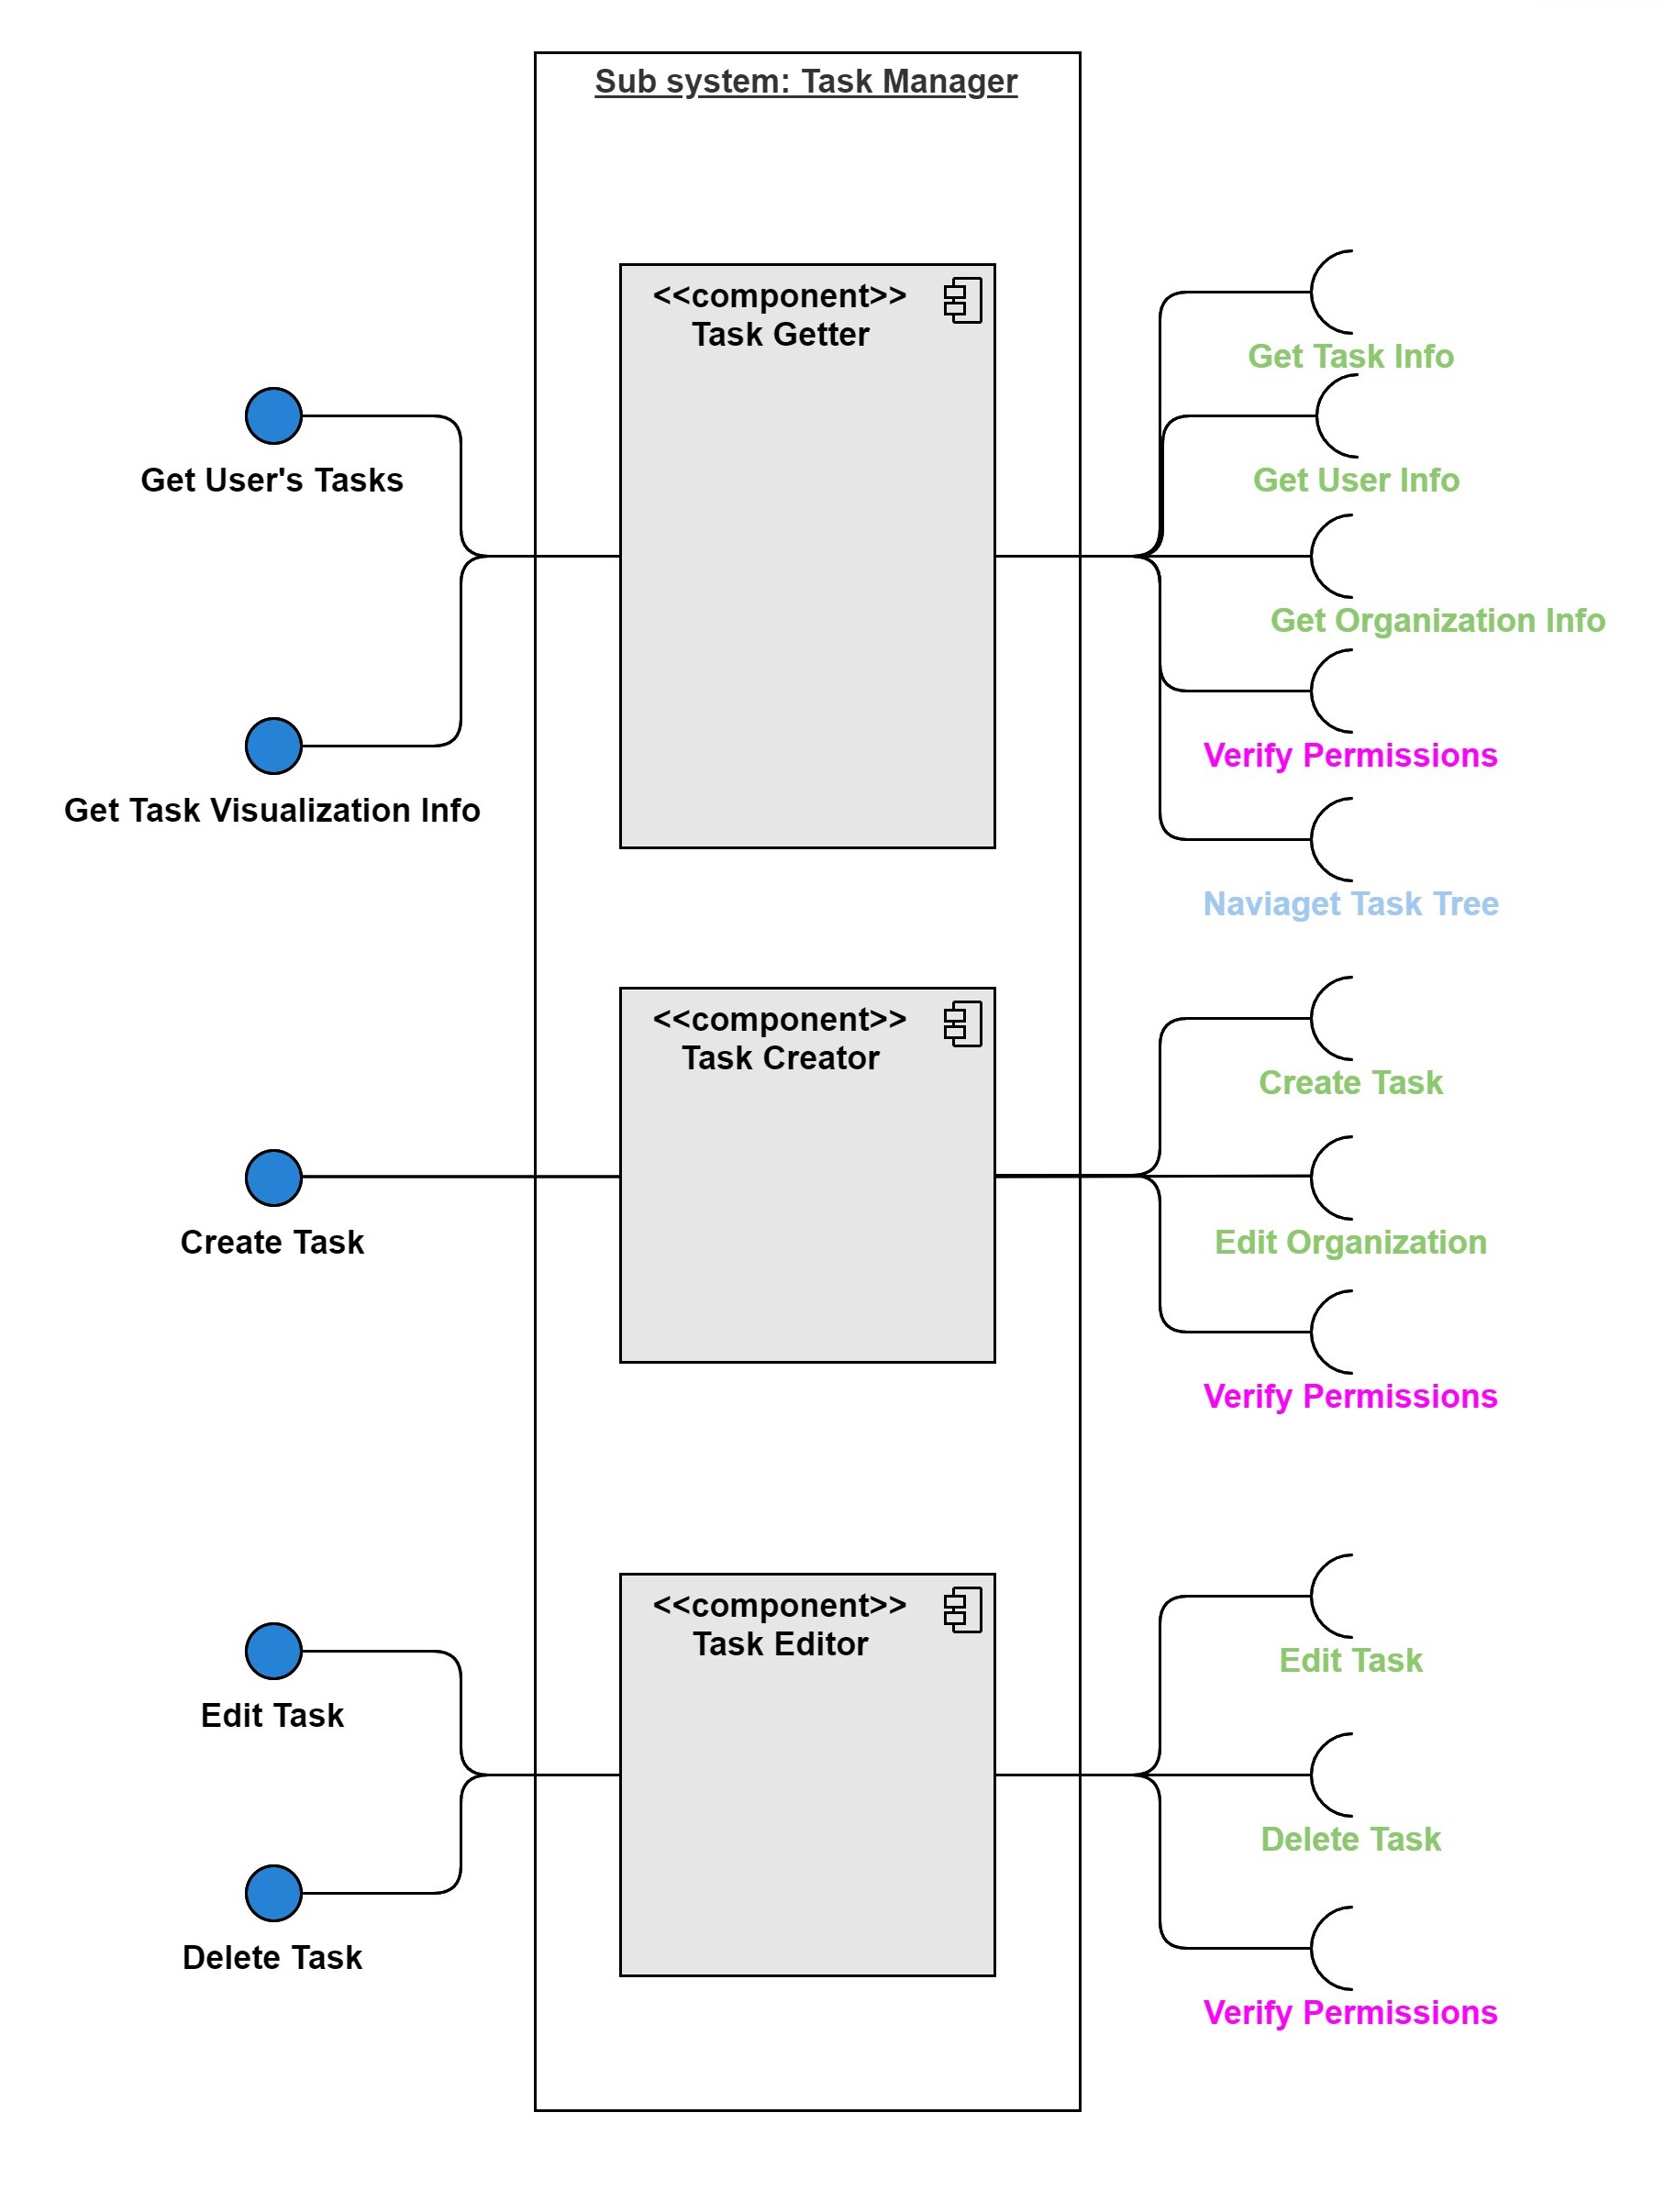 Sub system: Task Manager
<<component>>
Task Getter
Get User's Tasks
Get Task Visualization Info
Get Task Info
Get User Info
Get Organization Info
Verify Permissions
Naviaget Task Tree
<<component>>
Task Creator
Create Task
Create Task
Edit Organization
Verify Permissions
<<component>>
Task Editor
Edit Task
Delete Task
Edit Task
Delete Task
Verify Permissions